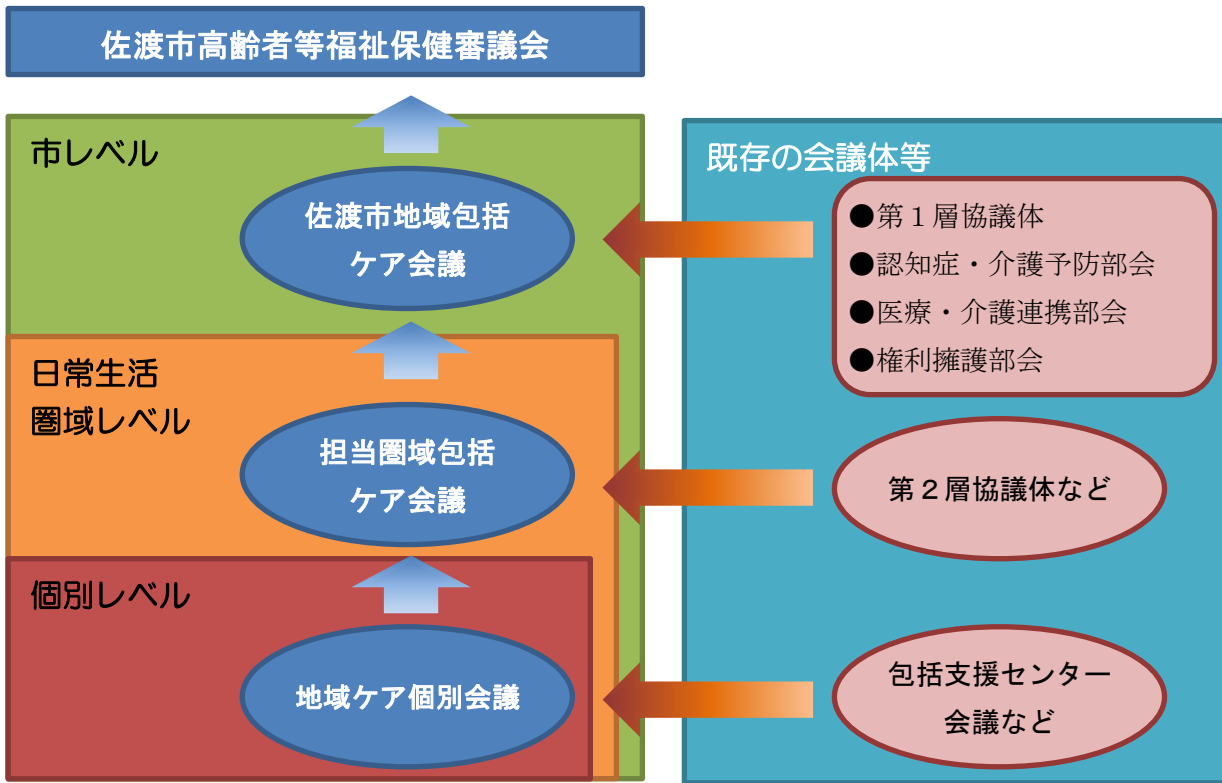 佐渡市高齢者等福祉保健審議会
市レベル
佐渡市地域包括
ケア会議
日常生活
圏域レベル
担当圏域包括
ケア会議
個別レベル
地域ケア個別会議
既存の会議体等
●第１層協議体
●認知症・介護予防部会
●医療・介護連携部会
●権利擁護部会
第２層協議体など
包括支援センター
会議など